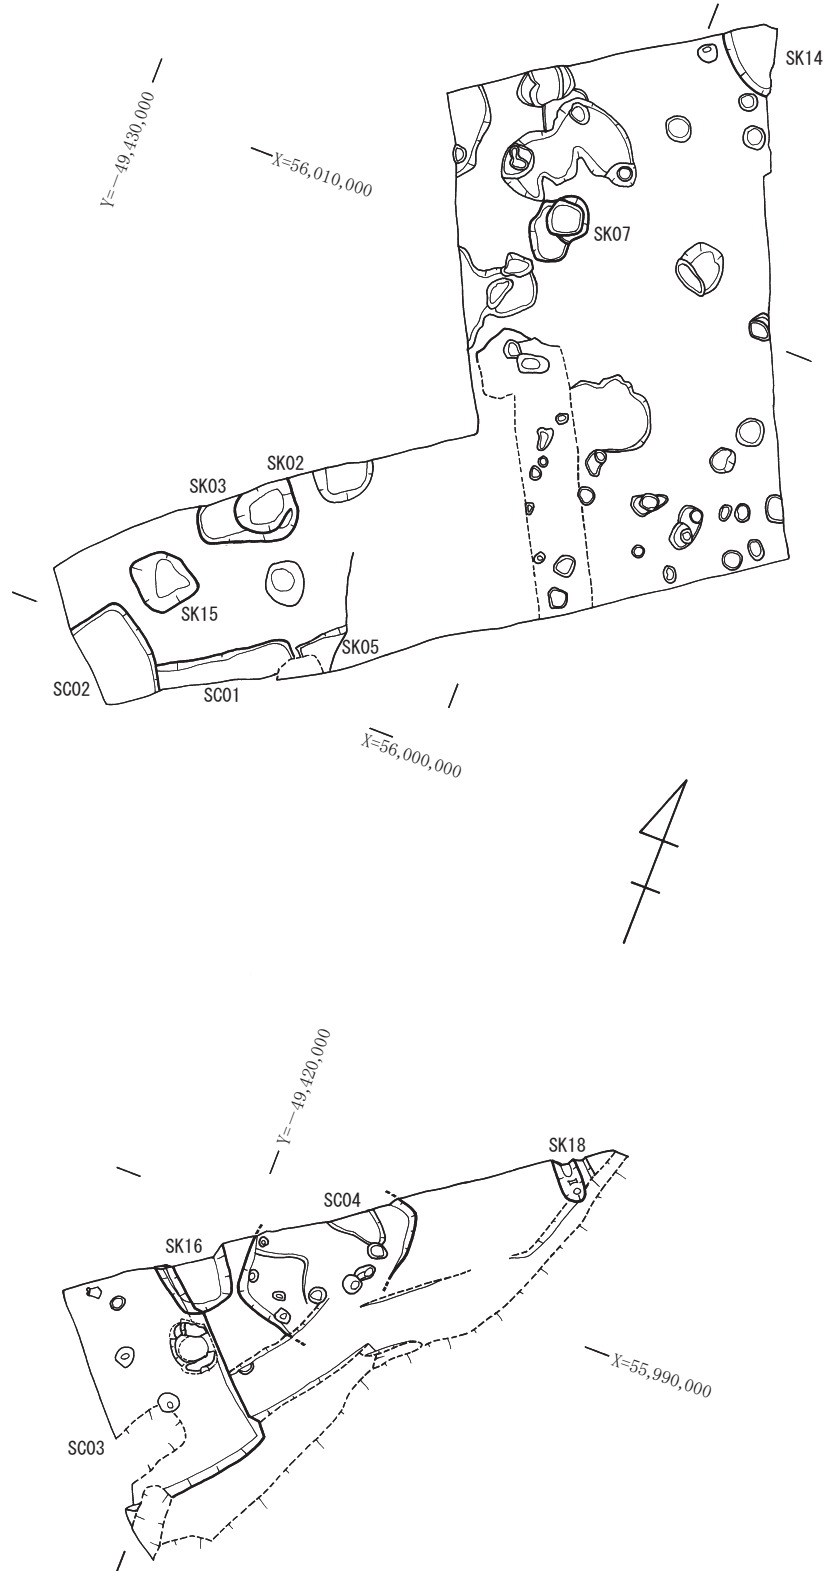 SK14
Y=－49,430,000
X=56,010,000
SK07
SK02
SK03
SK15
SK05
SC02
SC01
X=56,000,000
Y=－49,420,000
SK18
SC04
SK16
X=55,990,000
SC03